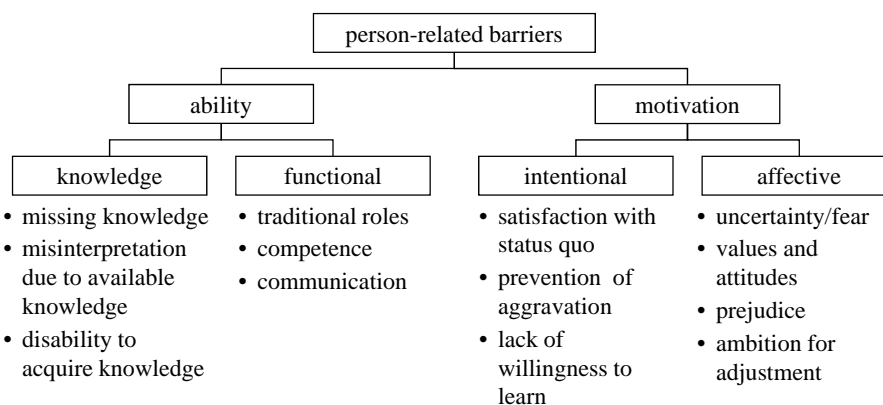 person-related barriers
ability
motivation
knowledge
functional
intentional
affective
• missing knowledge
• misinterpretation
due to available
knowledge
• disability to
acquire knowledge
• traditional roles
• competence
• communication
• satisfaction with
status quo
• prevention of
aggravation
• lack of
willingness to
learn
• uncertainty/fear
• values and
attitudes
• prejudice
• ambition for
adjustment